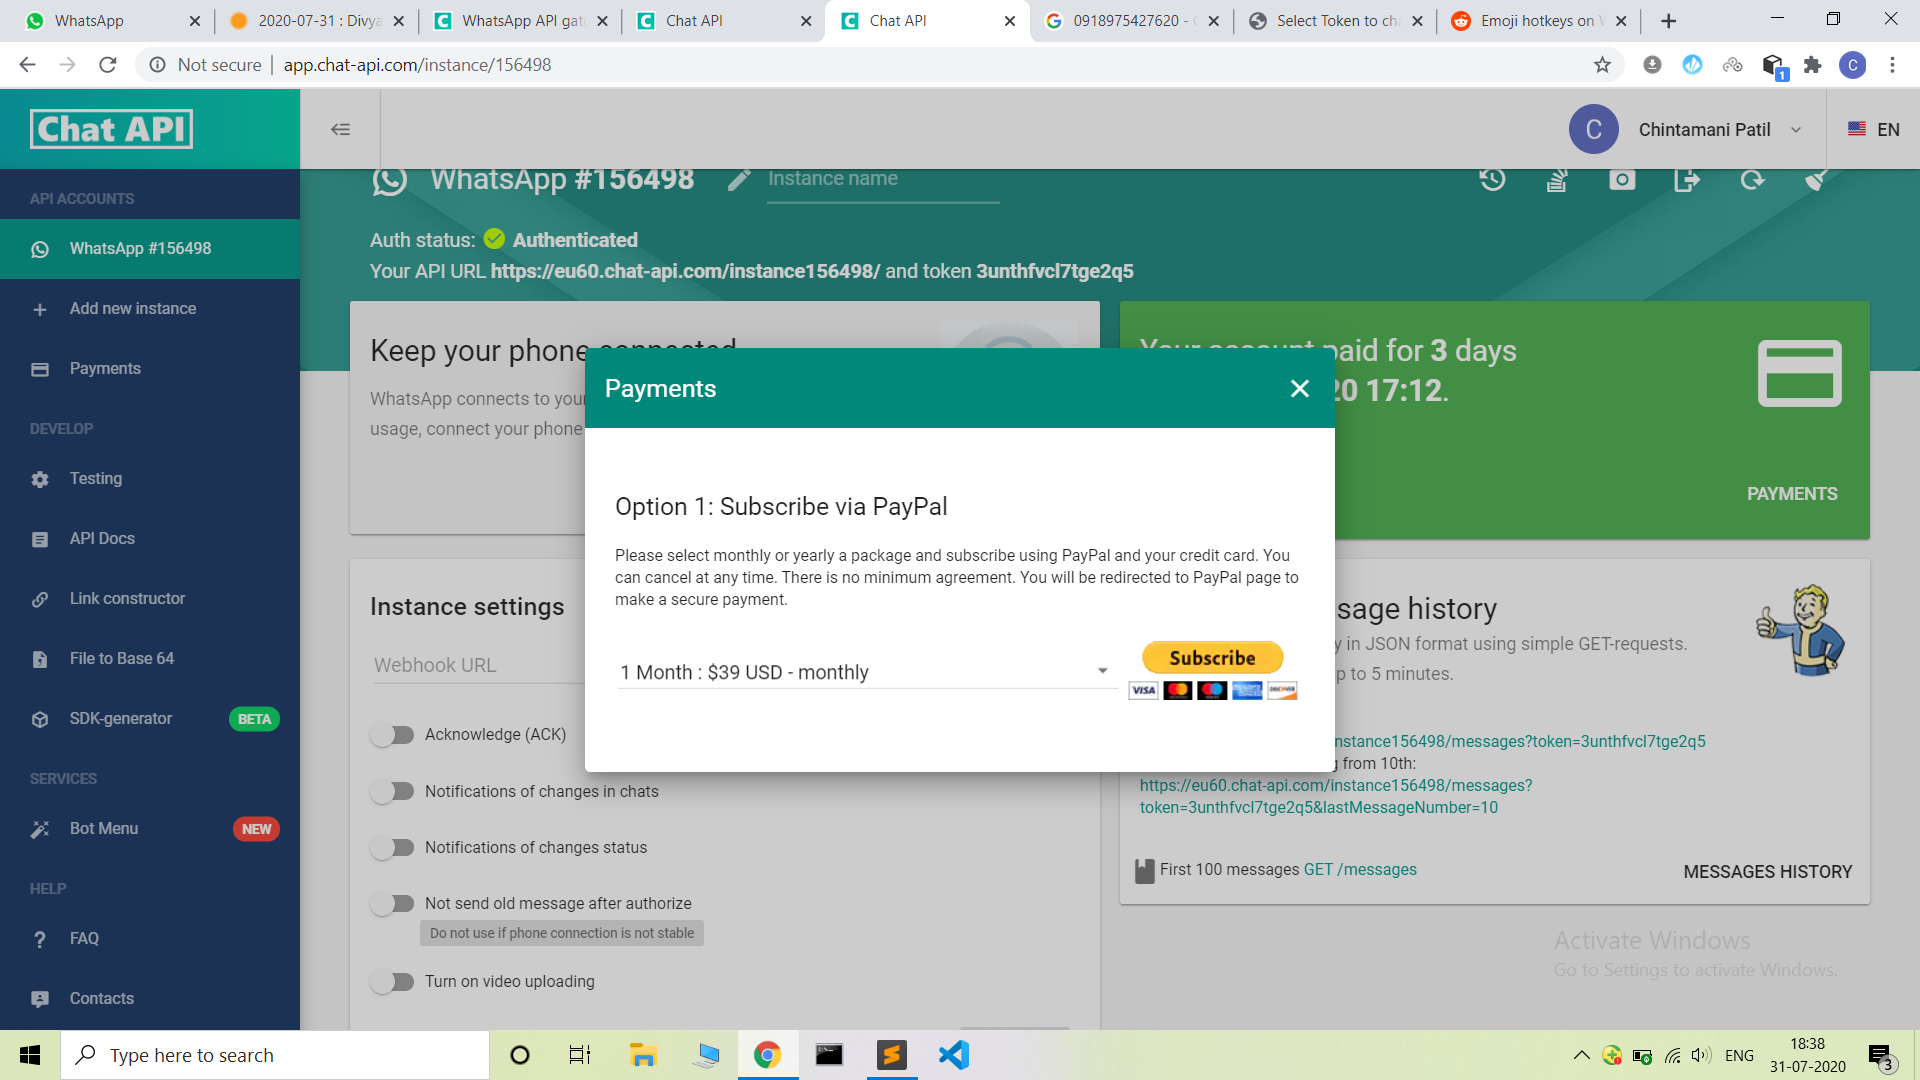 WhatsApp
2020-07-31 : Divya
WhatsApp API gat
Chat API
Chat API
0918975427620 -
Select Token to ch
Emoji hotkeys on
Not secure
app.chat-api.com/instance/156498
C
1
Chat API
C
Chintamani Patil
EN
API ACCOUNTS
WhatsApp #156498
Add new instance
Payments
DEVELOP
Testing
API Docs
Link constructor
File to Base 64
SDK-generator
BETA
SERVICES
Bot Menu
NEW
HELP
FAQ
Contacts
WhatsApp #156498
Instance name
Auth status: Authenticated
Your API URL https://eu60.chat-api.com/instance156498/ and token 3unthfvcl7tge2q5
Keep your phone connected
WhatsApp connects to your
usage, connect your phone
Your account paid for 3 days
20 17:12.
PAYMENTS
Payments
Option 1: Subscribe via PayPal
Please select monthly or yearly a package and subscribe using PayPal and your credit card. You
can cancel at any time. There is no minimum agreement. You will be redirected to PayPal page to
make a secure payment.
1 Month : $39 USD - monthly
Subscribe
VISA
DISCOVER
Instance settings
Webhook URL
Acknowledge (ACK)
Notifications of changes in chats
Notifications of changes status
Not send old message after authorize
Do not use if phone connection is not stable
Turn on video uploading
sage history
y in JSON format using simple GET-requests.
p to 5 minutes.
nstance156498/messages?token=3unthfvcl7tge2q5
g from 10th:
https://eu60.chat-api.com/instance156498/messages?
token=3unthfvcl7tge2q5&lastMessageNumber=10
First 100 messages GET /messages
MESSAGES HISTORY
Activate Windows
Go to Settings to activate Windows.
Type here to search
ENG
18:38
31-07-2020
3